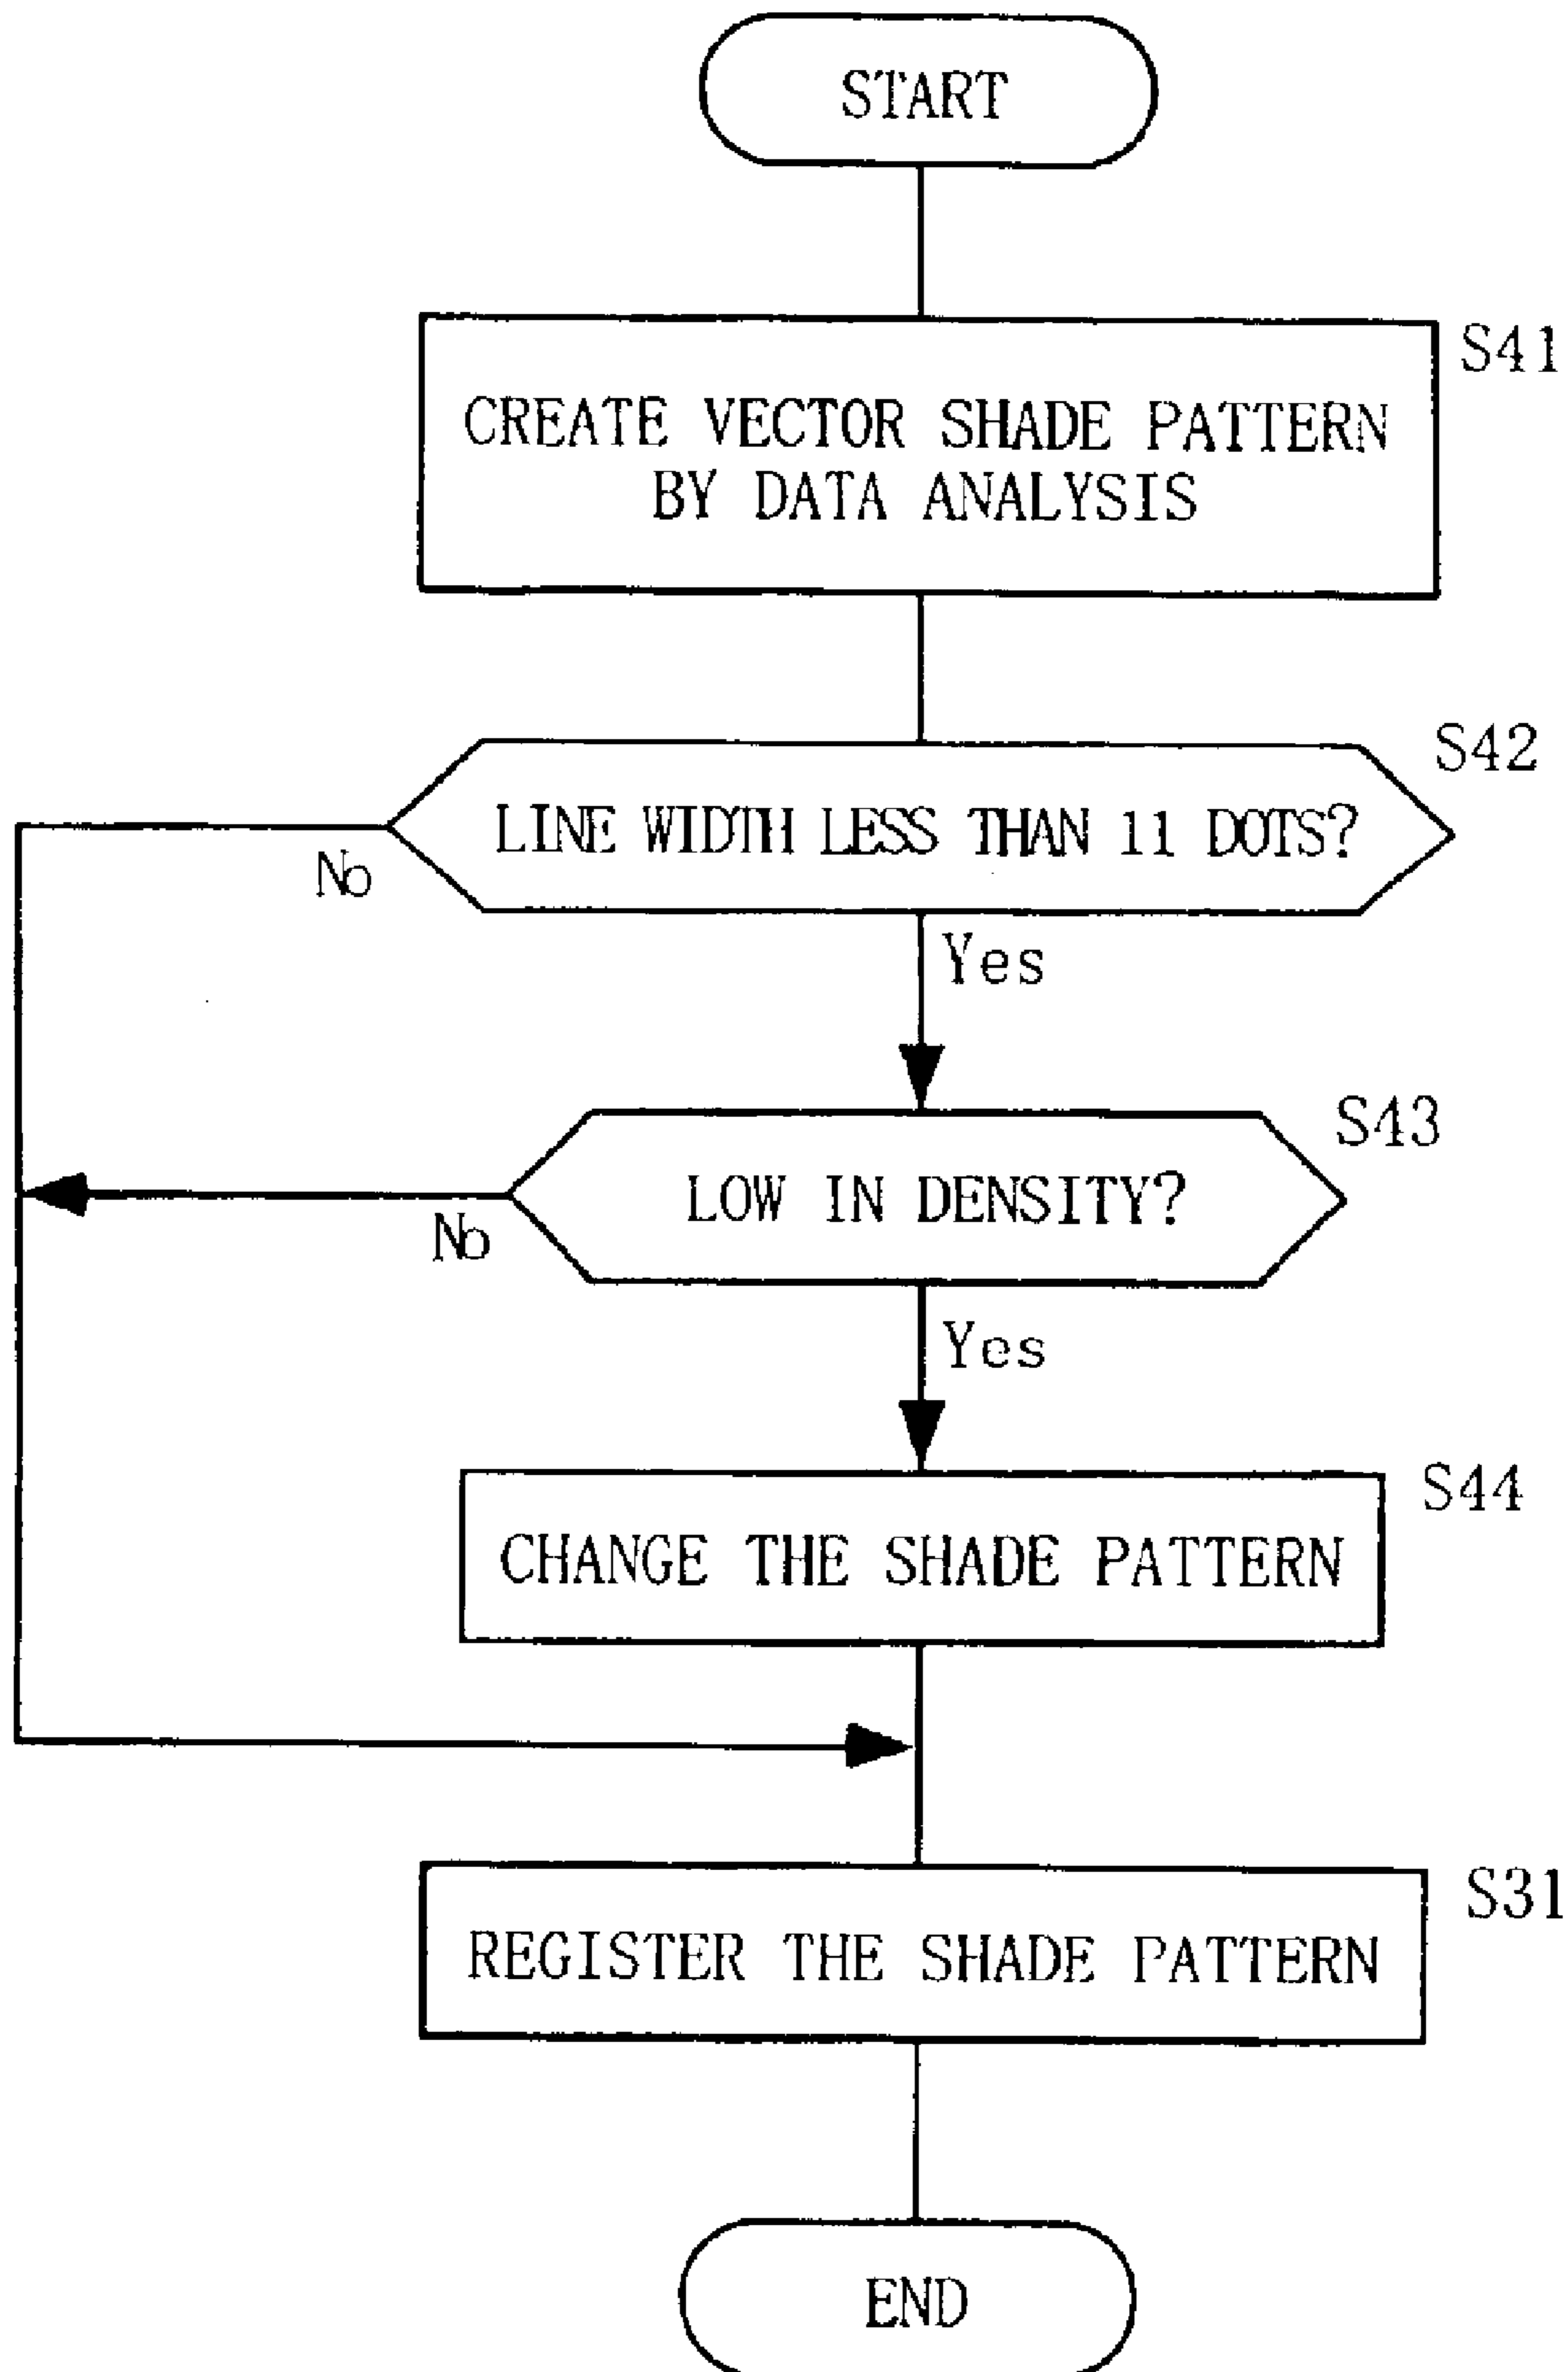 START
S41
CREATE VECTOR SHADE PATTERN
BY DATA ANALYSIS
S42
LINE WIDTH LESS THAN 11 DOTS?
No
Yes
S43
LOW IN DENSITY?
No
Yes
S44
CHANGE THE SHADE PATTERN
S31
REGISTER THE SHADE PATTERN
END